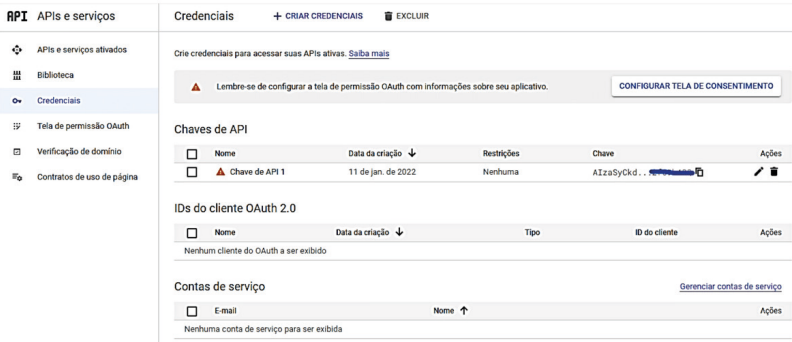 API APIs e serviços
Credenciais + CRIAR CREDENCIAIS EXCLUIR
APIs e serviços ativados
Biblioteca
Credenciais
Tela de permissão OAuth
Verificação de domínio
Contratos de uso de página
Crie credenciais para acessar suas APIs ativas. Saiba mais
Lembre-se de configurar a tela de permissão OAuth com informações sobre seu aplicativo. CONFIGURAR TELA DE CONSENTIMENTO
Chaves de API
Nome Data da criação Restrições Chave Ações
Chave de API 1 11 de jan. de 2022 Nenhuma AIzaSyCkd...
IDs do cliente OAuth 2.0
Nome Data da criação Tipo ID do cliente Ações
Nenhum cliente do OAuth a ser exibido
Contas de serviço Gerenciar contas de serviço
E-mail Nome Ações
Nenhuma conta de serviço para ser exibida